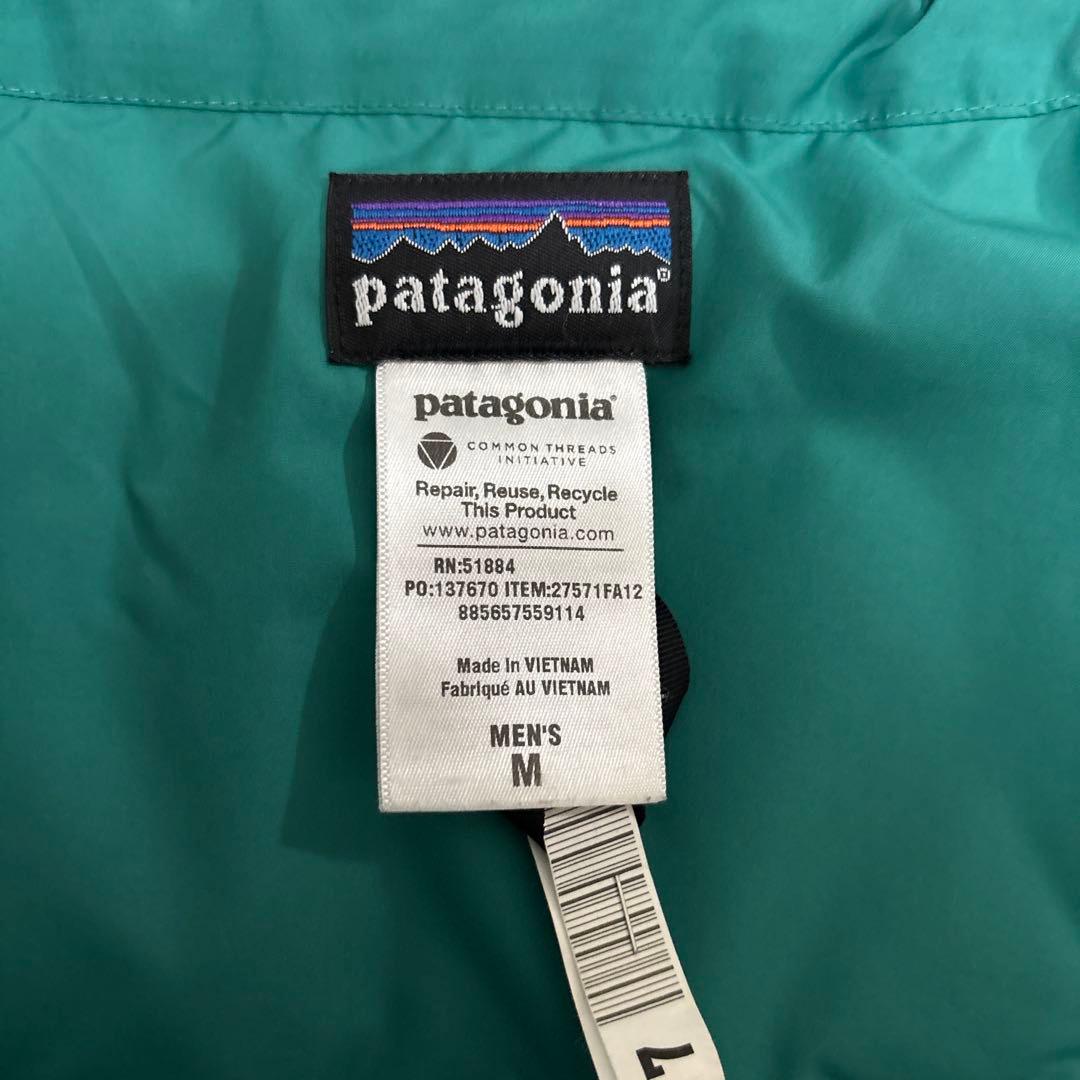 patagonia®
patagonia®
COMMON THREADS
INITIATIVE
Repair, Reuse, Recycle
This Product
www.patagonia.com
RN:51884
PO:137670 ITEM:27571FA12
885657559114
Made in VIETNAM
Fabriqué AU VIETNAM
MEN'S
M
H
7